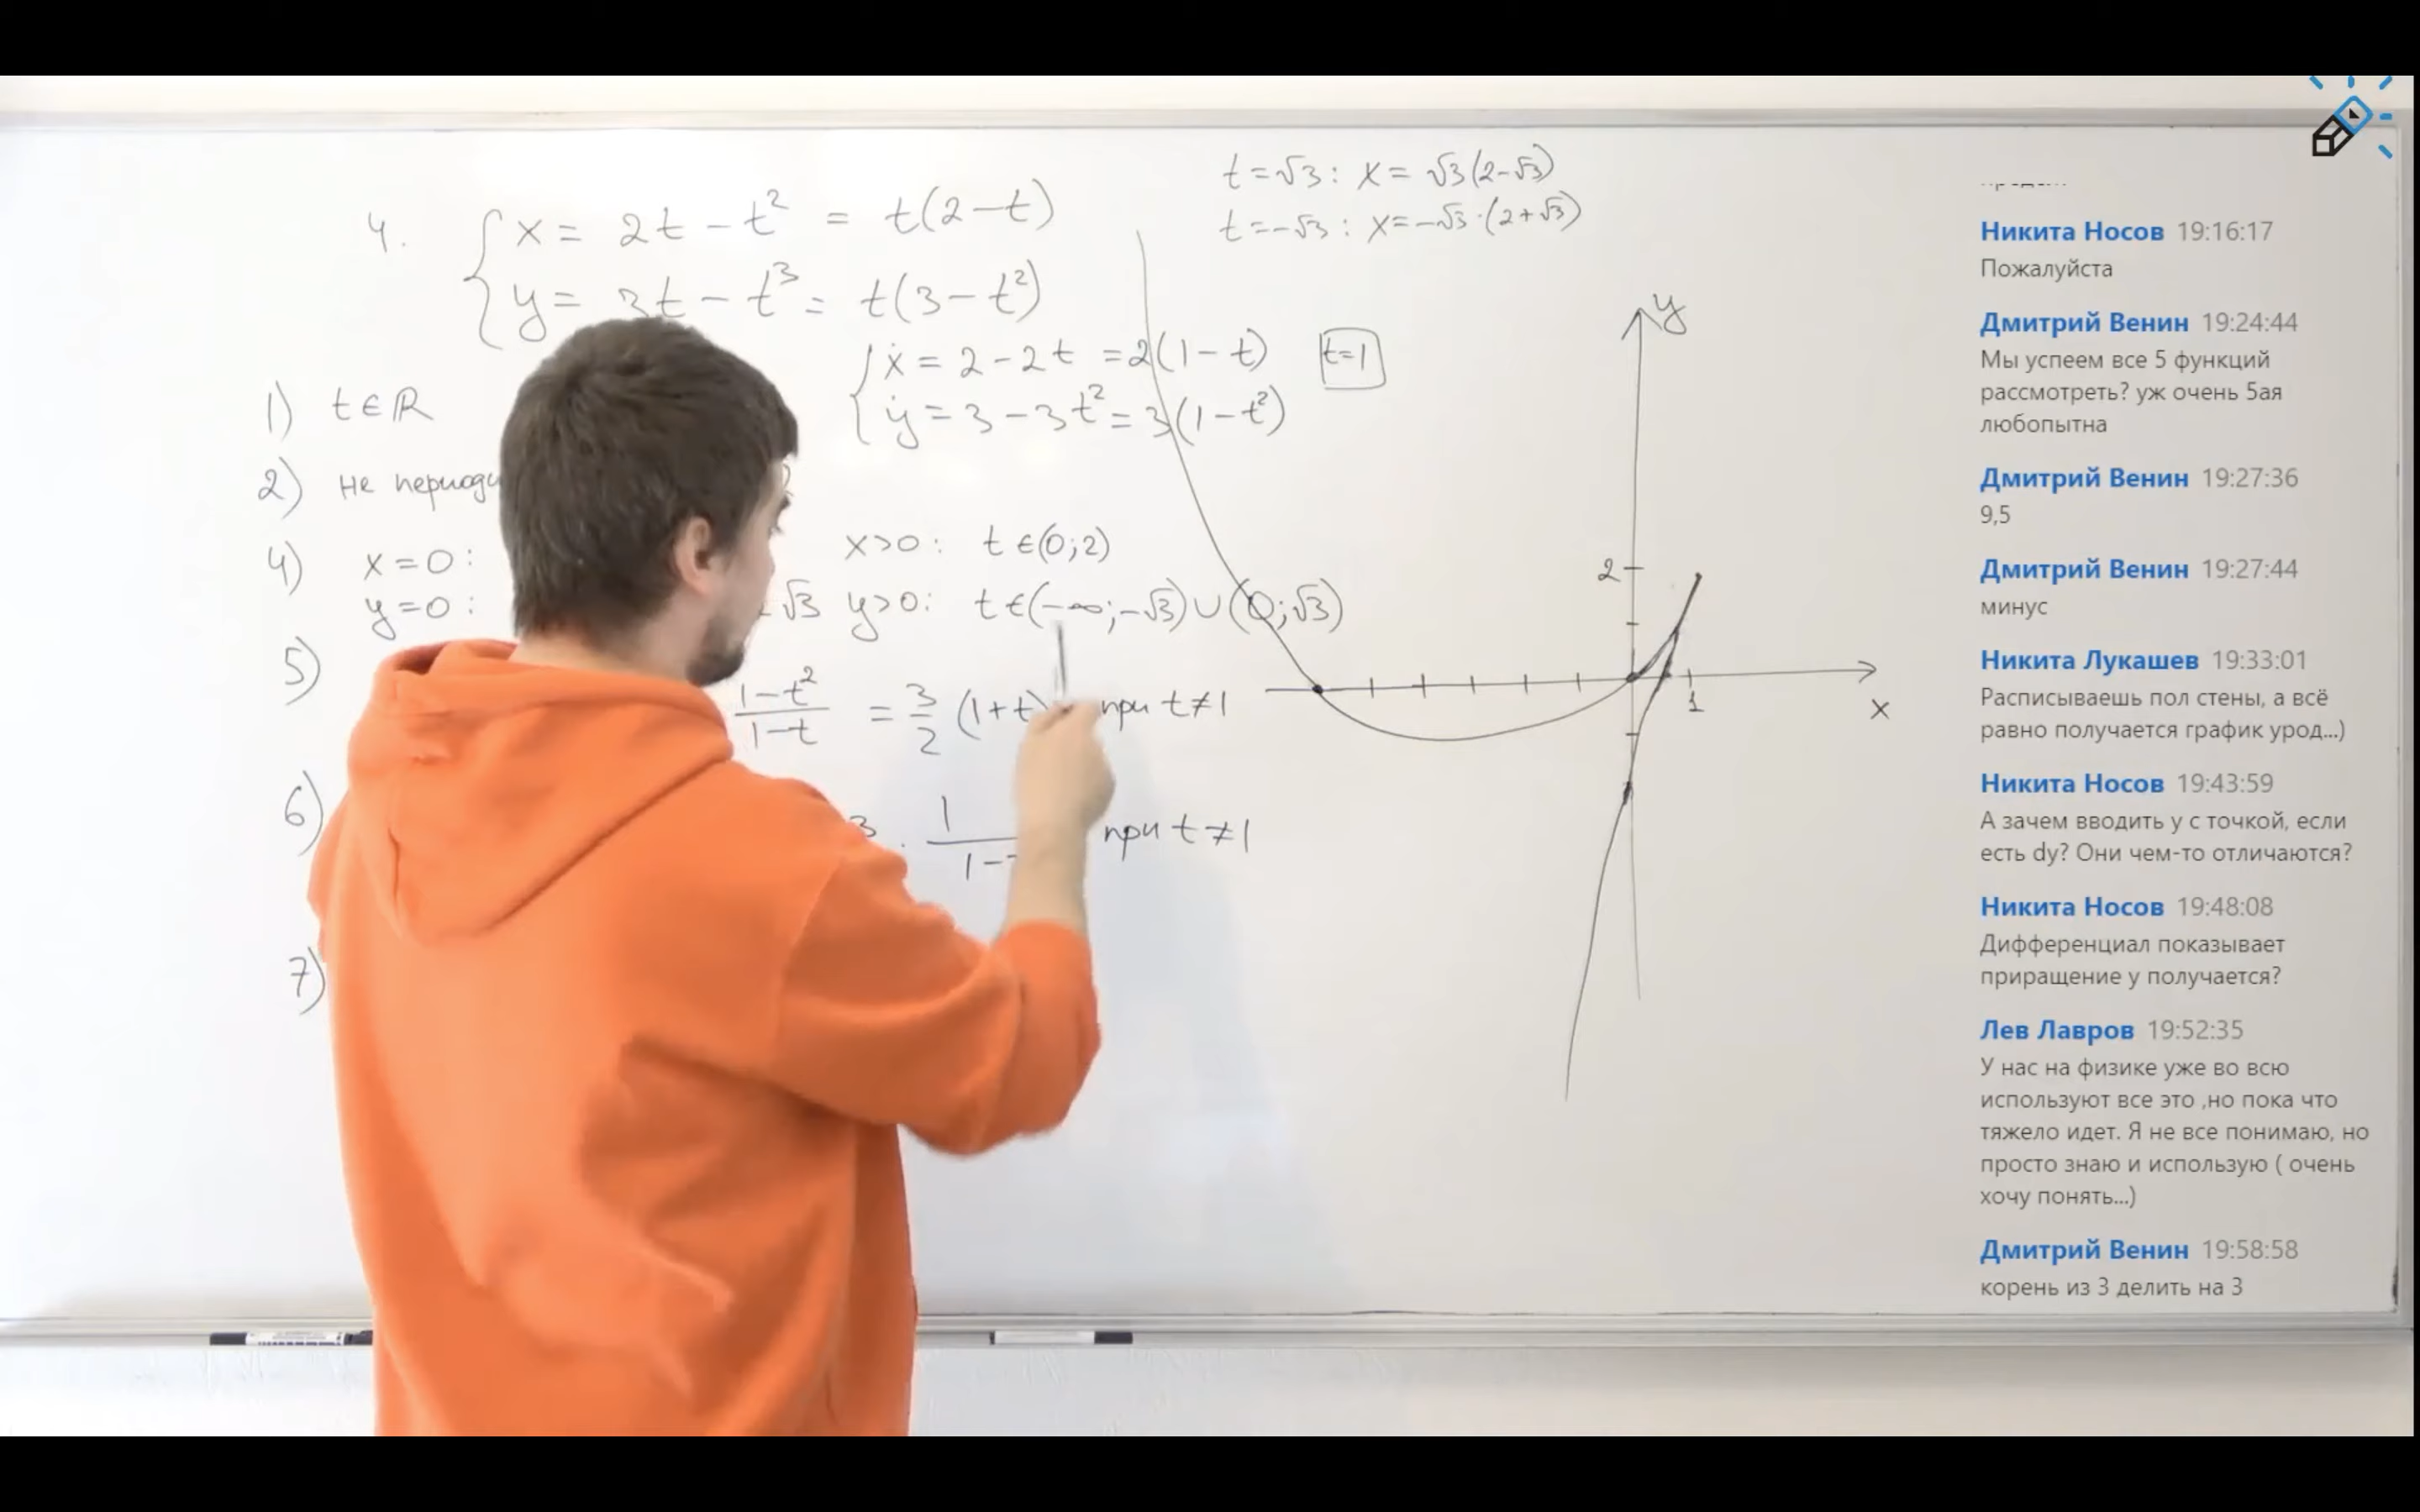 4. { x = 2t - t² = t(2-t)
y = 3t - t³ = t(3-t²)
t = √3 : x = √3(2-√3)
t = -√3 : x = -√3·(2+√3)
{ ẋ = 2 - 2t = 2(1-t)
ẏ = 3 - 3t² = 3(1-t²)
t=1
1) t∈ℝ
2) не
4) x = 0 :
y = 0 :
√3
x>0 : t∈(0;2)
y>0 : t∈(-∞;-√3)∪(0;√3)
5) (1-t²)/(1-t) = 3/2 (1+t) при t≠1
6) 3 · 1/(1- при t≠1
7)
y
2
1
x
Никита Носов 19:16:17
Пожалуйста
Дмитрий Венин 19:24:44
Мы успеем все 5 функций
рассмотреть? уж очень 5ая
любопытна
Дмитрий Венин 19:27:36
9,5
Дмитрий Венин 19:27:44
минус
Никита Лукашев 19:33:01
Расписываешь пол стены, а всё
равно получается график урод...)
Никита Носов 19:43:59
А зачем вводить у с точкой, если
есть dy? Они чем-то отличаются?
Никита Носов 19:48:08
Дифференциал показывает
приращение у получается?
Лев Лавров 19:52:35
У нас на физике уже во всю
используют все это ,но пока что
тяжело идет. Я не все понимаю, но
просто знаю и использую ( очень
хочу понять...)
Дмитрий Венин 19:58:58
корень из 3 делить на 3